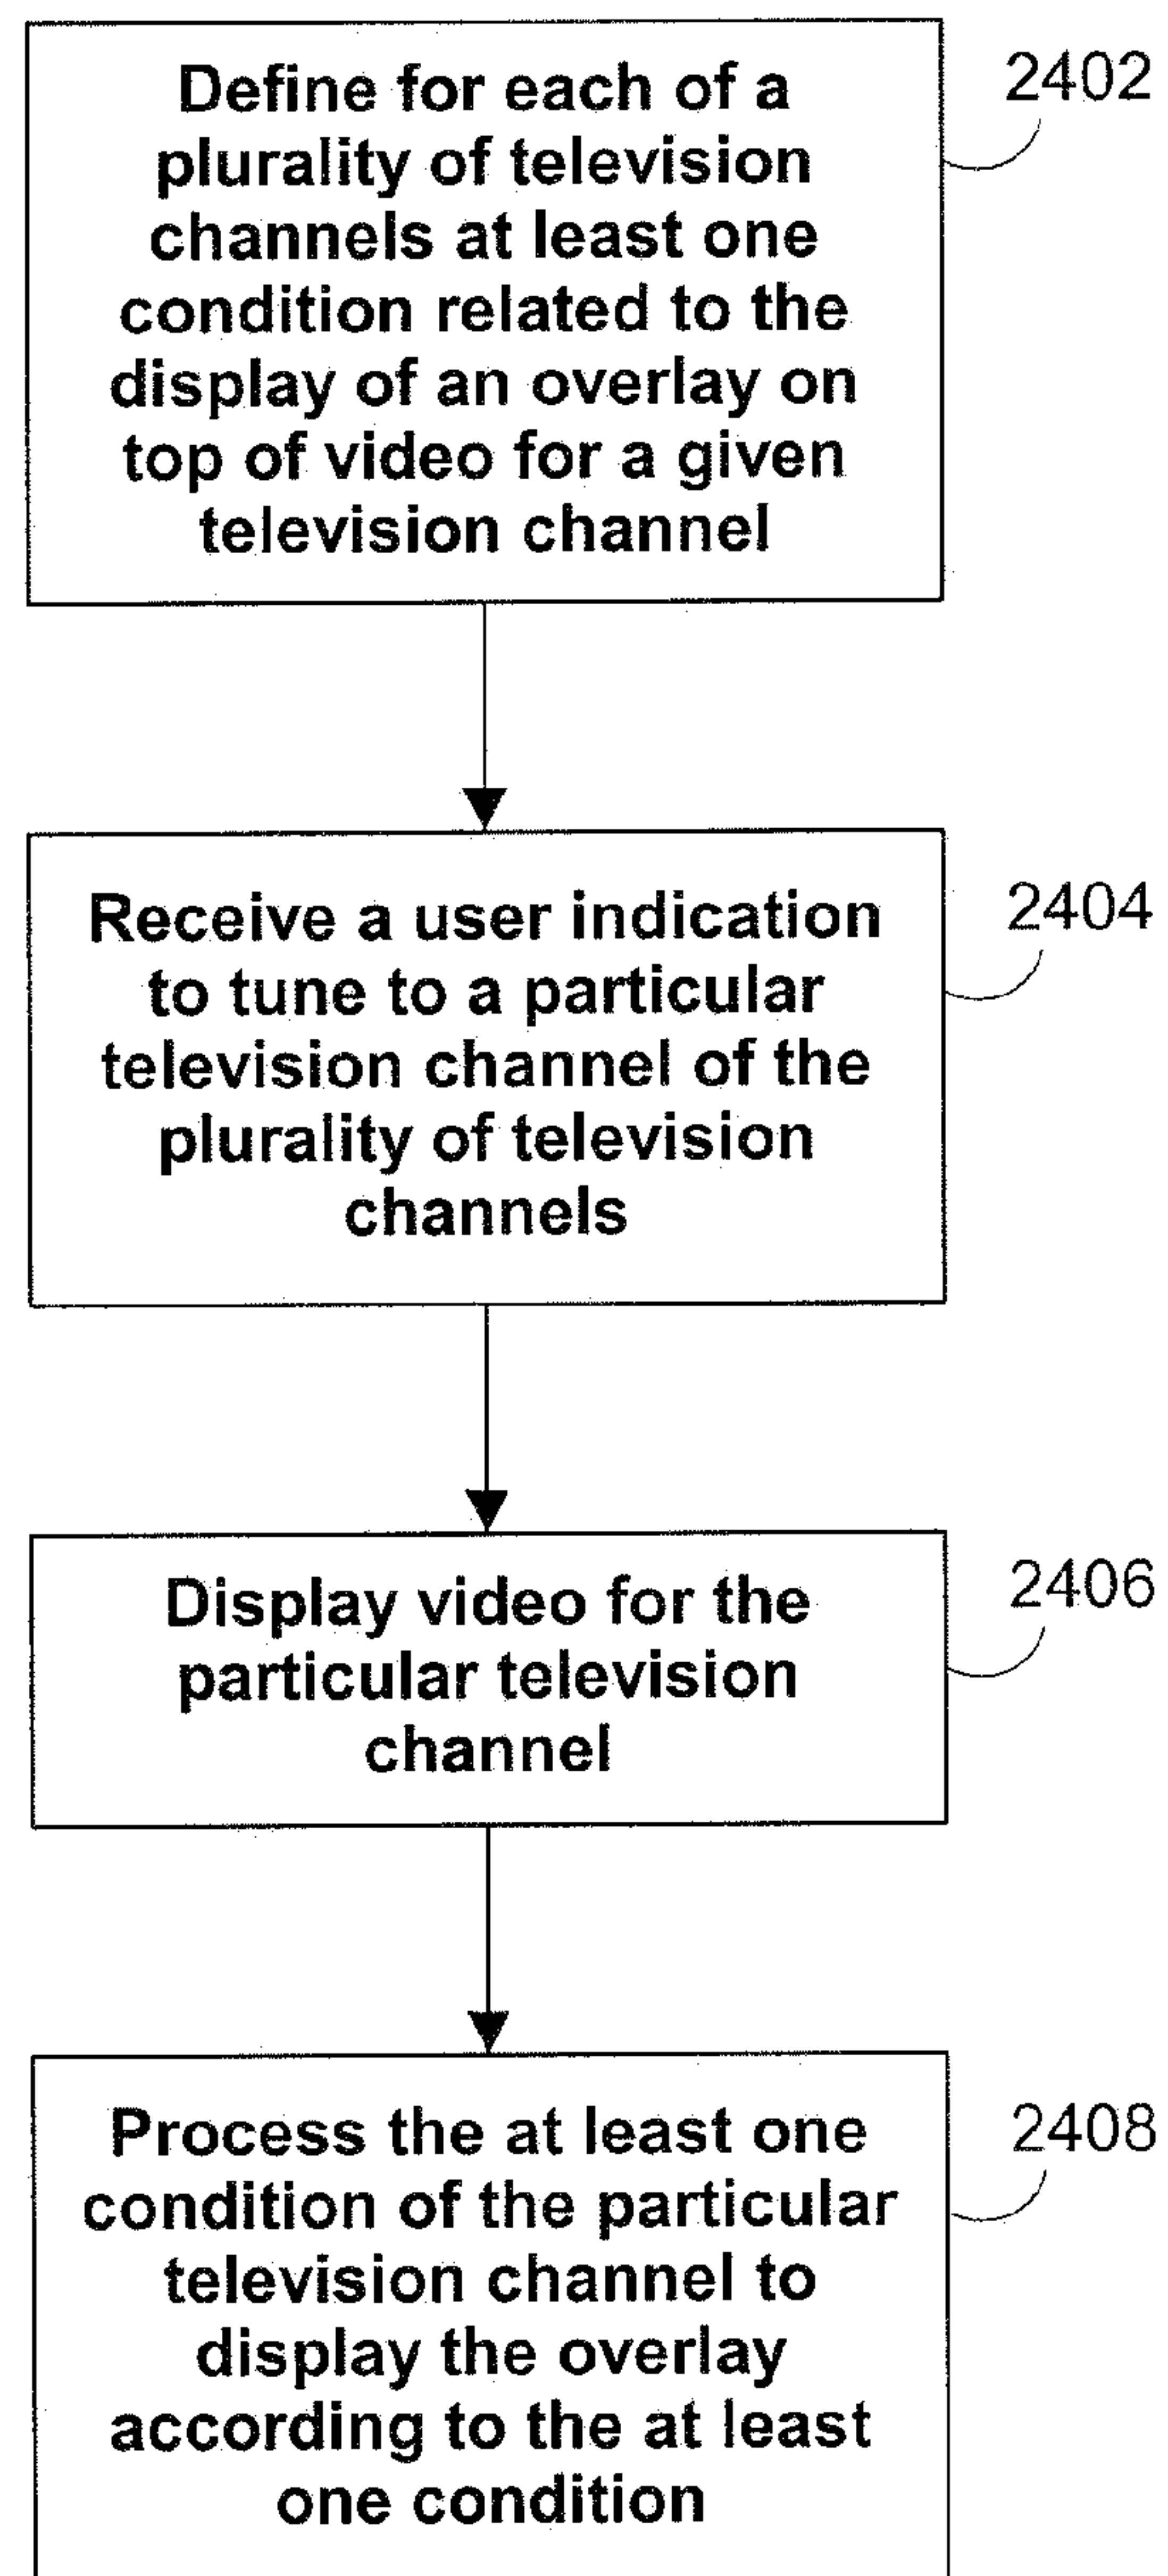 Define for each of a
plurality of television
channels at least one
condition related to the
display of an overlay on
top of video for a given
television channel
2402
Receive a user indication
to tune to a particular
television channel of the
plurality of television
channels
2404
Display video for the
particular television
channel
2406
Process the at least one
condition of the particular
television channel to
display the overlay
according to the at least
one condition
2408